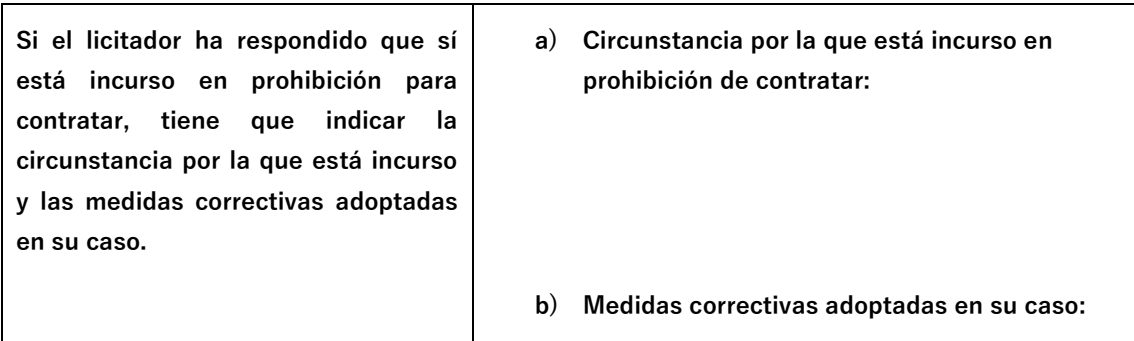 Si el licitador ha respondido que sí
está incurso en prohibición para
contratar, tiene que indicar la
circunstancia por la que está incurso
y las medidas correctivas adoptadas
en su caso.
a) Circunstancia por la que está incurso en
prohibición de contratar:
b) Medidas correctivas adoptadas en su caso: